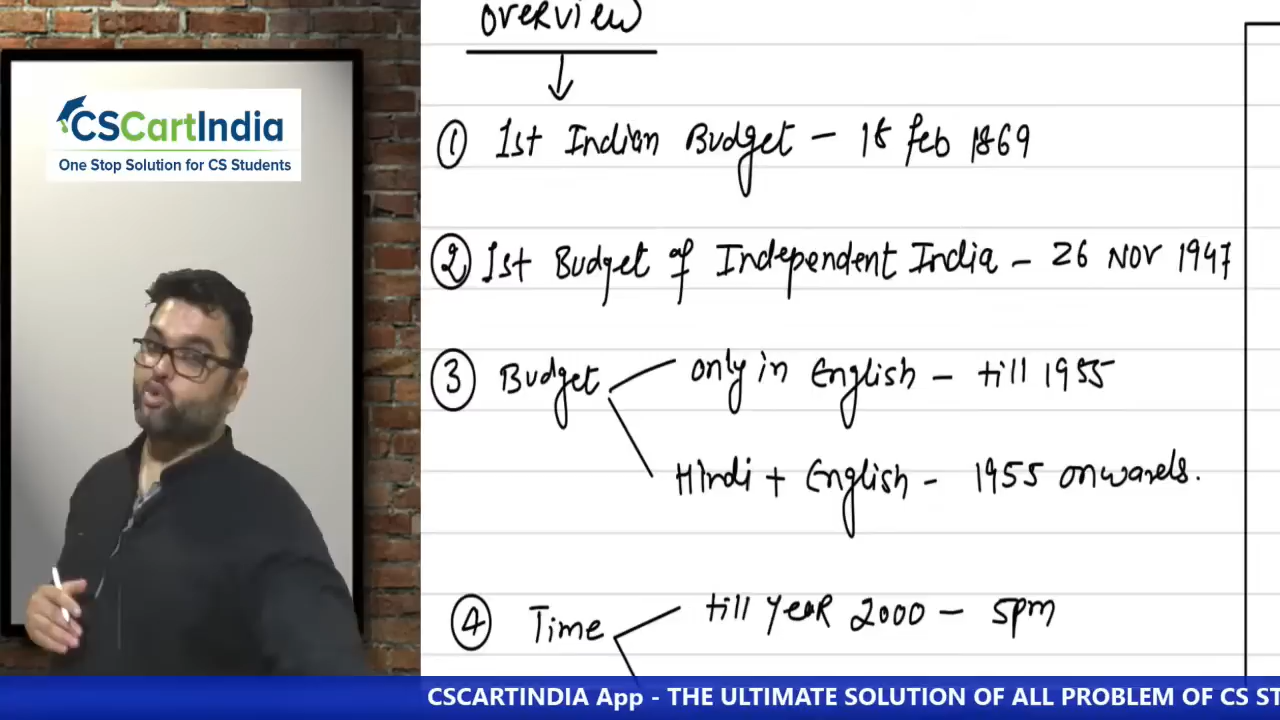 CSCartIndia
One Stop Solution for CS Students
overview
① 1st Indian Budget - 18 feb 1869
② 1st Budget of Independent India - 26 Nov 1947
③ Budget only in English - till 1955
Hindi + English - 1955 onwards.
④ Time till year 2000 - 5pm
CSCARTINDIA App - THE ULTIMATE SOLUTION OF ALL PROBLEM OF CS ST